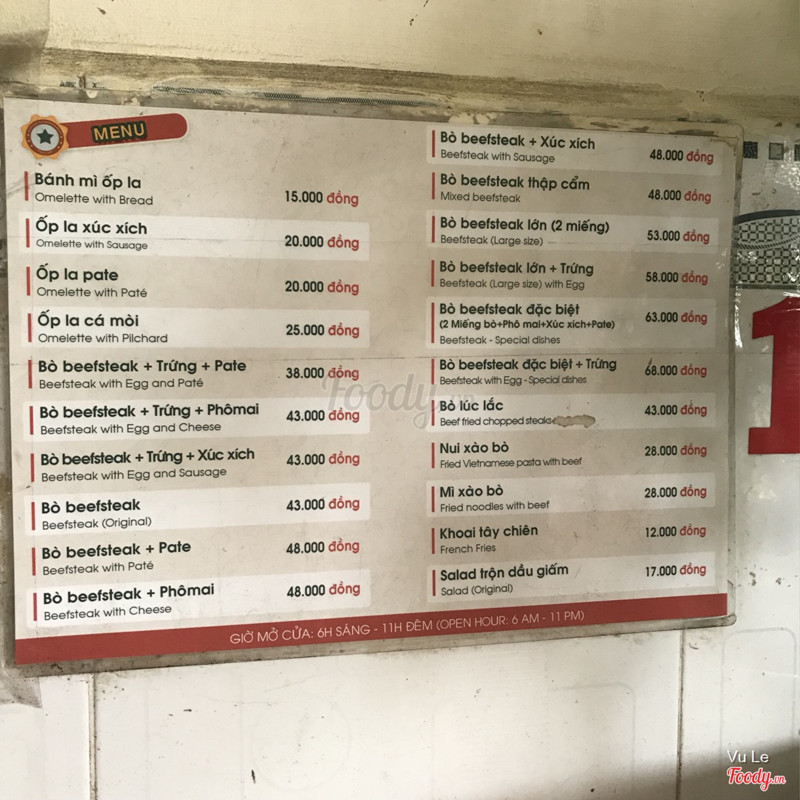 MENU
Bánh mì ốp la
Omelette with Bread
15.000 đồng
Ốp la xúc xích
Omelette with Sausage
20.000 đồng
Ốp la pate
Omelette with Paté
20.000 đồng
Ốp la cá mòi
Omelette with Pilchard
25.000 đồng
Bò beefsteak + Trứng + Pate
Beefsteak with Egg and Paté
38.000 đồng
Bò beefsteak + Trứng + Phômai
Beefsteak with Egg and Cheese
43.000 đồng
Bò beefsteak + Trứng + Xúc xích
Beefsteak with Egg and Sausage
43.000 đồng
Bò beefsteak
Beefsteak (Original)
43.000 đồng
Bò beefsteak + Pate
Beefsteak with Paté
48.000 đồng
Bò beefsteak + Phômai
Beefsteak with Cheese
48.000 đồng
Bò beefsteak + Xúc xích
Beefsteak with Sausage
48.000 đồng
Bò beefsteak thập cẩm
Mixed beefsteak
48.000 đồng
Bò beefsteak lớn (2 miếng)
Beefsteak (Large size)
53.000 đồng
Bò beefsteak lớn + Trứng
Beefsteak (Large size) with Egg
58.000 đồng
Bò beefsteak đặc biệt
(2 Miếng bò+Phô mai+Xúc xích+Pate)
Beefsteak - Special dishes
63.000 đồng
Bò beefsteak đặc biệt + Trứng
Beefsteak with Egg - Special dishes
68.000 đồng
Bò lúc lắc
Beef fried chopped steaks
43.000 đồng
Nui xào bò
Fried Vietnamese pasta with beef
28.000 đồng
Mì xào bò
Fried noodles with beef
28.000 đồng
Khoai tây chiên
French Fries
12.000 đồng
Salad trộn dầu giấm
Salad (Original)
17.000 đồng
GIỜ MỞ CỬA: 6H SÁNG - 11H ĐÊM (OPEN HOUR: 6 AM - 11 PM)
1
Foody.vn
Vu Le
Foody.vn